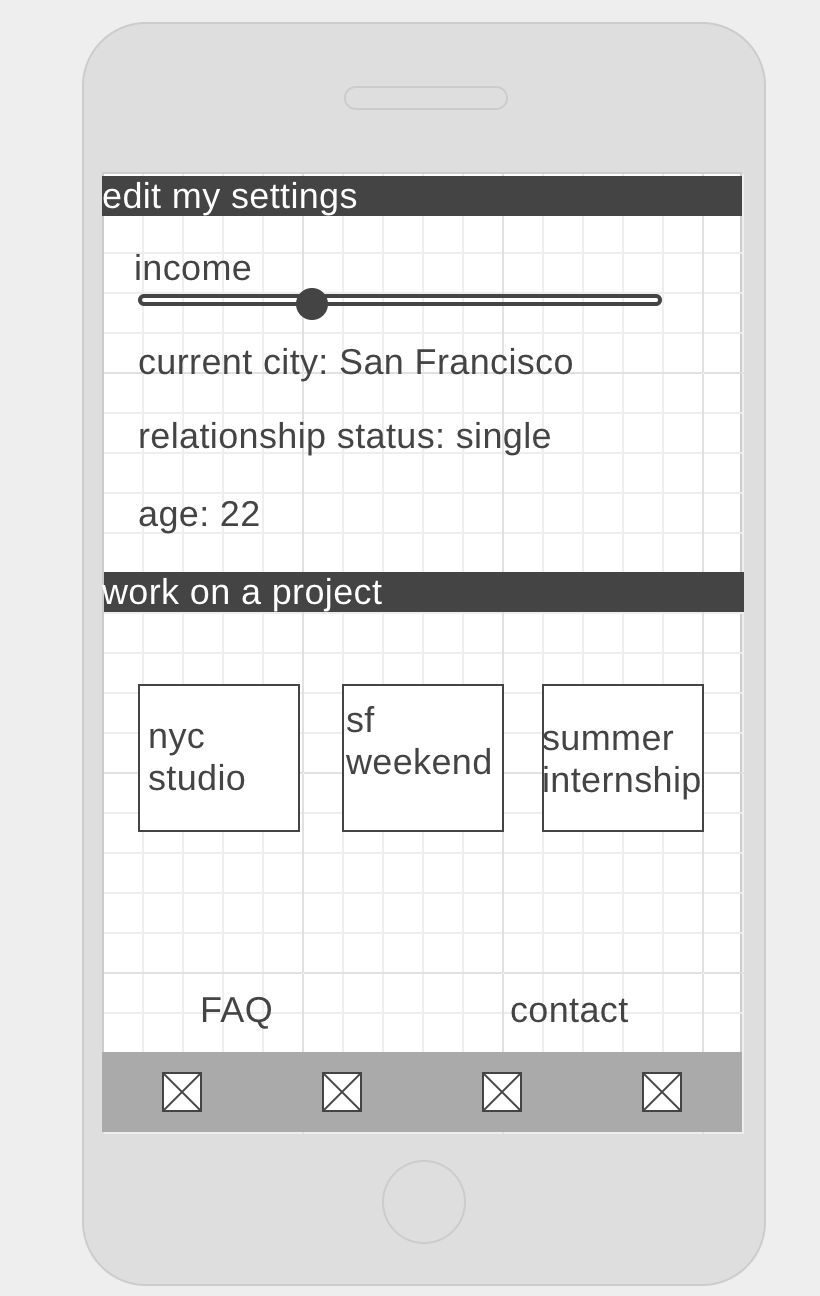 edit my settings
income
current city: San Francisco
relationship status: single
age: 22
work on a project
nyc
studio
sf
weekend
summer
internship
FAQ
contact